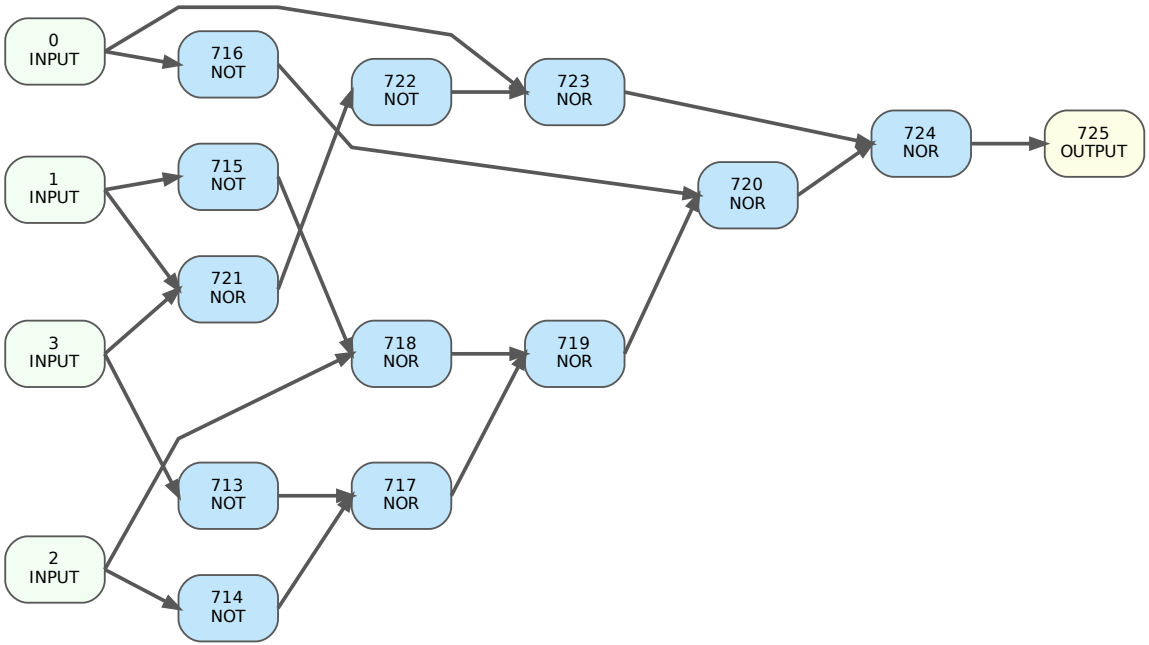 0
INPUT
716
NOT
722
NOT
723
NOR
724
NOR
725
OUTPUT
1
INPUT
715
NOT
720
NOR
721
NOR
3
INPUT
718
NOR
719
NOR
713
NOT
717
NOR
2
INPUT
714
NOT